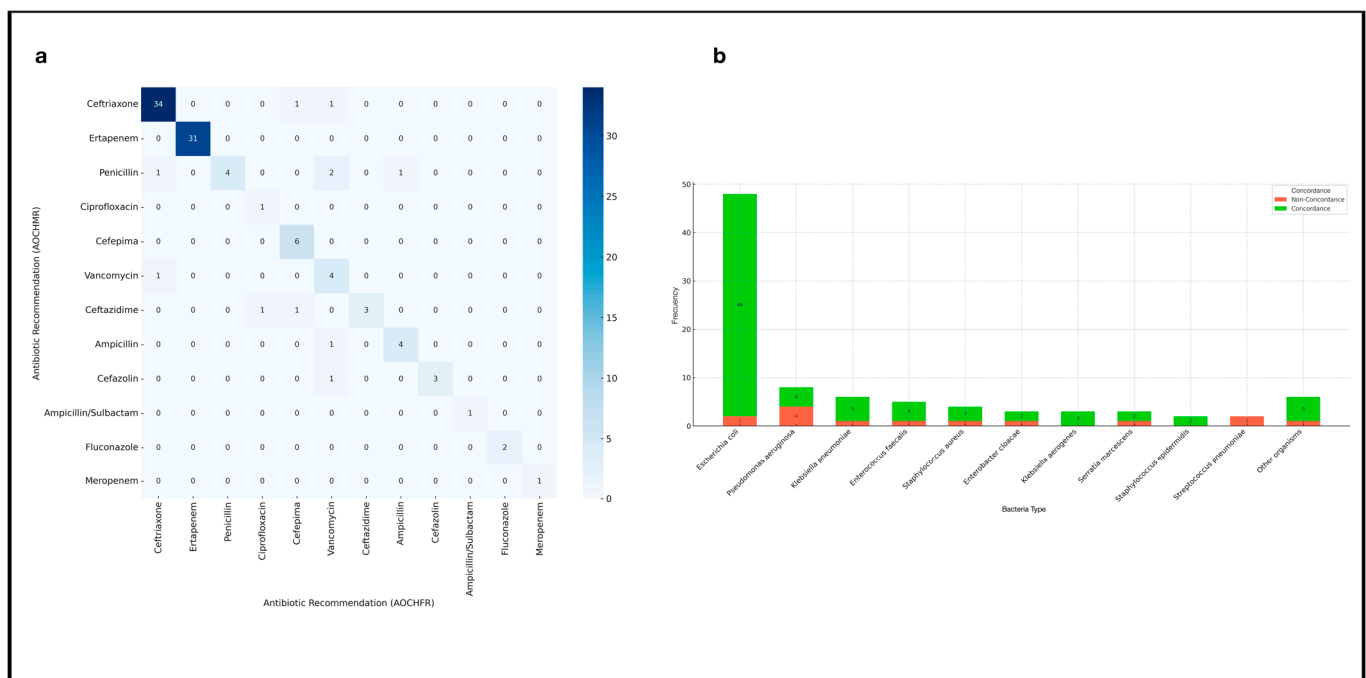 a
Antibiotic Recommendation (AOCHMR)
Ceftriaxone 34 0 0 0 1 1 0 0 0 0 0 0
Ertapenem 0 31 0 0 0 0 0 0 0 0 0 0
Penicillin 1 0 4 0 0 2 0 1 0 0 0 0
Ciprofloxacin 0 0 0 1 0 0 0 0 0 0 0 0
Cefepima 0 0 0 0 6 0 0 0 0 0 0 0
Vancomycin 1 0 0 0 0 4 0 0 0 0 0 0
Ceftazidime 0 0 0 1 1 0 3 0 0 0 0 0
Ampicillin 0 0 0 0 0 1 0 4 0 0 0 0
Cefazolin 0 0 0 0 0 1 0 0 3 0 0 0
Ampicillin/Sulbactam 0 0 0 0 0 0 0 0 0 1 0 0
Fluconazole 0 0 0 0 0 0 0 0 0 0 2 0
Meropenem 0 0 0 0 0 0 0 0 0 0 0 1
Ceftriaxone
Ertapenem
Penicillin
Ciprofloxacin
Cefepima
Vancomycin
Ceftazidime
Ampicillin
Cefazolin
Ampicillin/Sulbactam
Fluconazole
Meropenem
Antibiotic Recommendation (AOCHFR)
30
25
20
15
10
5
0
b
Concordance
Non-Concordance
Concordance
Frecuency
50
40
30
20
10
0
4
4
5
4
5
Escherichia coli
Pseudomonas aeruginosa
Klebsiella pneumoniae
Enterococcus faecalis
Staphylococcus aureus
Enterobacter cloacae
Klebsiella aerogenes
Serratia marcescens
Staphylococcus epidermidis
Streptococcus pneumoniae
Other organisms
Bacteria Type